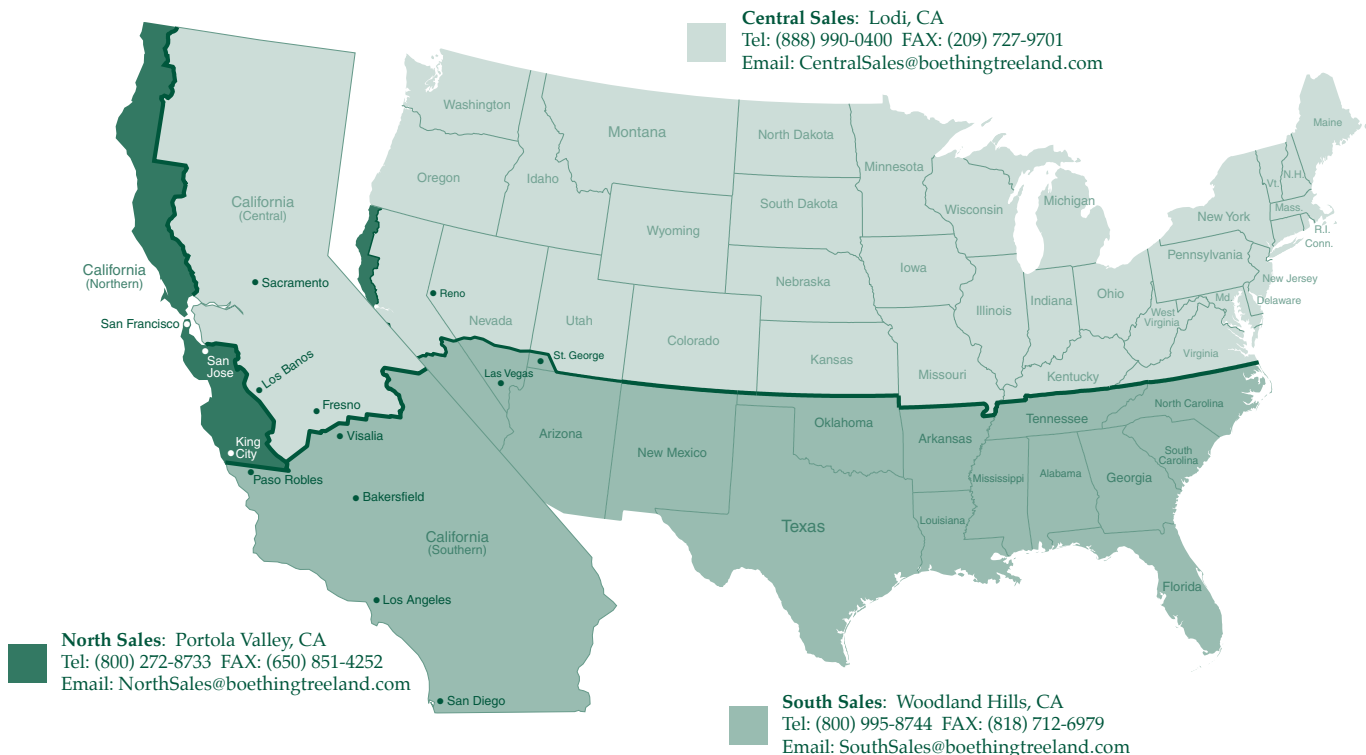 Central Sales: Lodi, CA
Tel: (888) 990-0400 FAX: (209) 727-9701
Email: CentralSales@boethingtreeland.com
Washington
Montana
North Dakota
Minnesota
Maine
Oregon
Idaho
South Dakota
Wisconsin
Michigan
Vt.
N.H.
Mass.
New York
R.I.
Conn.
California
(Central)
Wyoming
Iowa
Pennsylvania
California
(Northern)
Sacramento
Reno
Nebraska
New Jersey
Nevada
Utah
Colorado
Illinois
Indiana
Ohio
Md.
Delaware
West
Virginia
San Francisco
San
Jose
Los Banos
St. George
Kansas
Missouri
Kentucky
Virginia
Las Vegas
Fresno
Visalia
King
City
Arizona
Oklahoma
Arkansas
Tennessee
North Carolina
New Mexico
South
Carolina
Paso Robles
Bakersfield
Mississippi
Alabama
Georgia
California
(Southern)
Texas
Louisiana
Florida
Los Angeles
San Diego
North Sales: Portola Valley, CA
Tel: (800) 272-8733 FAX: (650) 851-4252
Email: NorthSales@boethingtreeland.com
South Sales: Woodland Hills, CA
Tel: (800) 995-8744 FAX: (818) 712-6979
Email: SouthSales@boethingtreeland.com